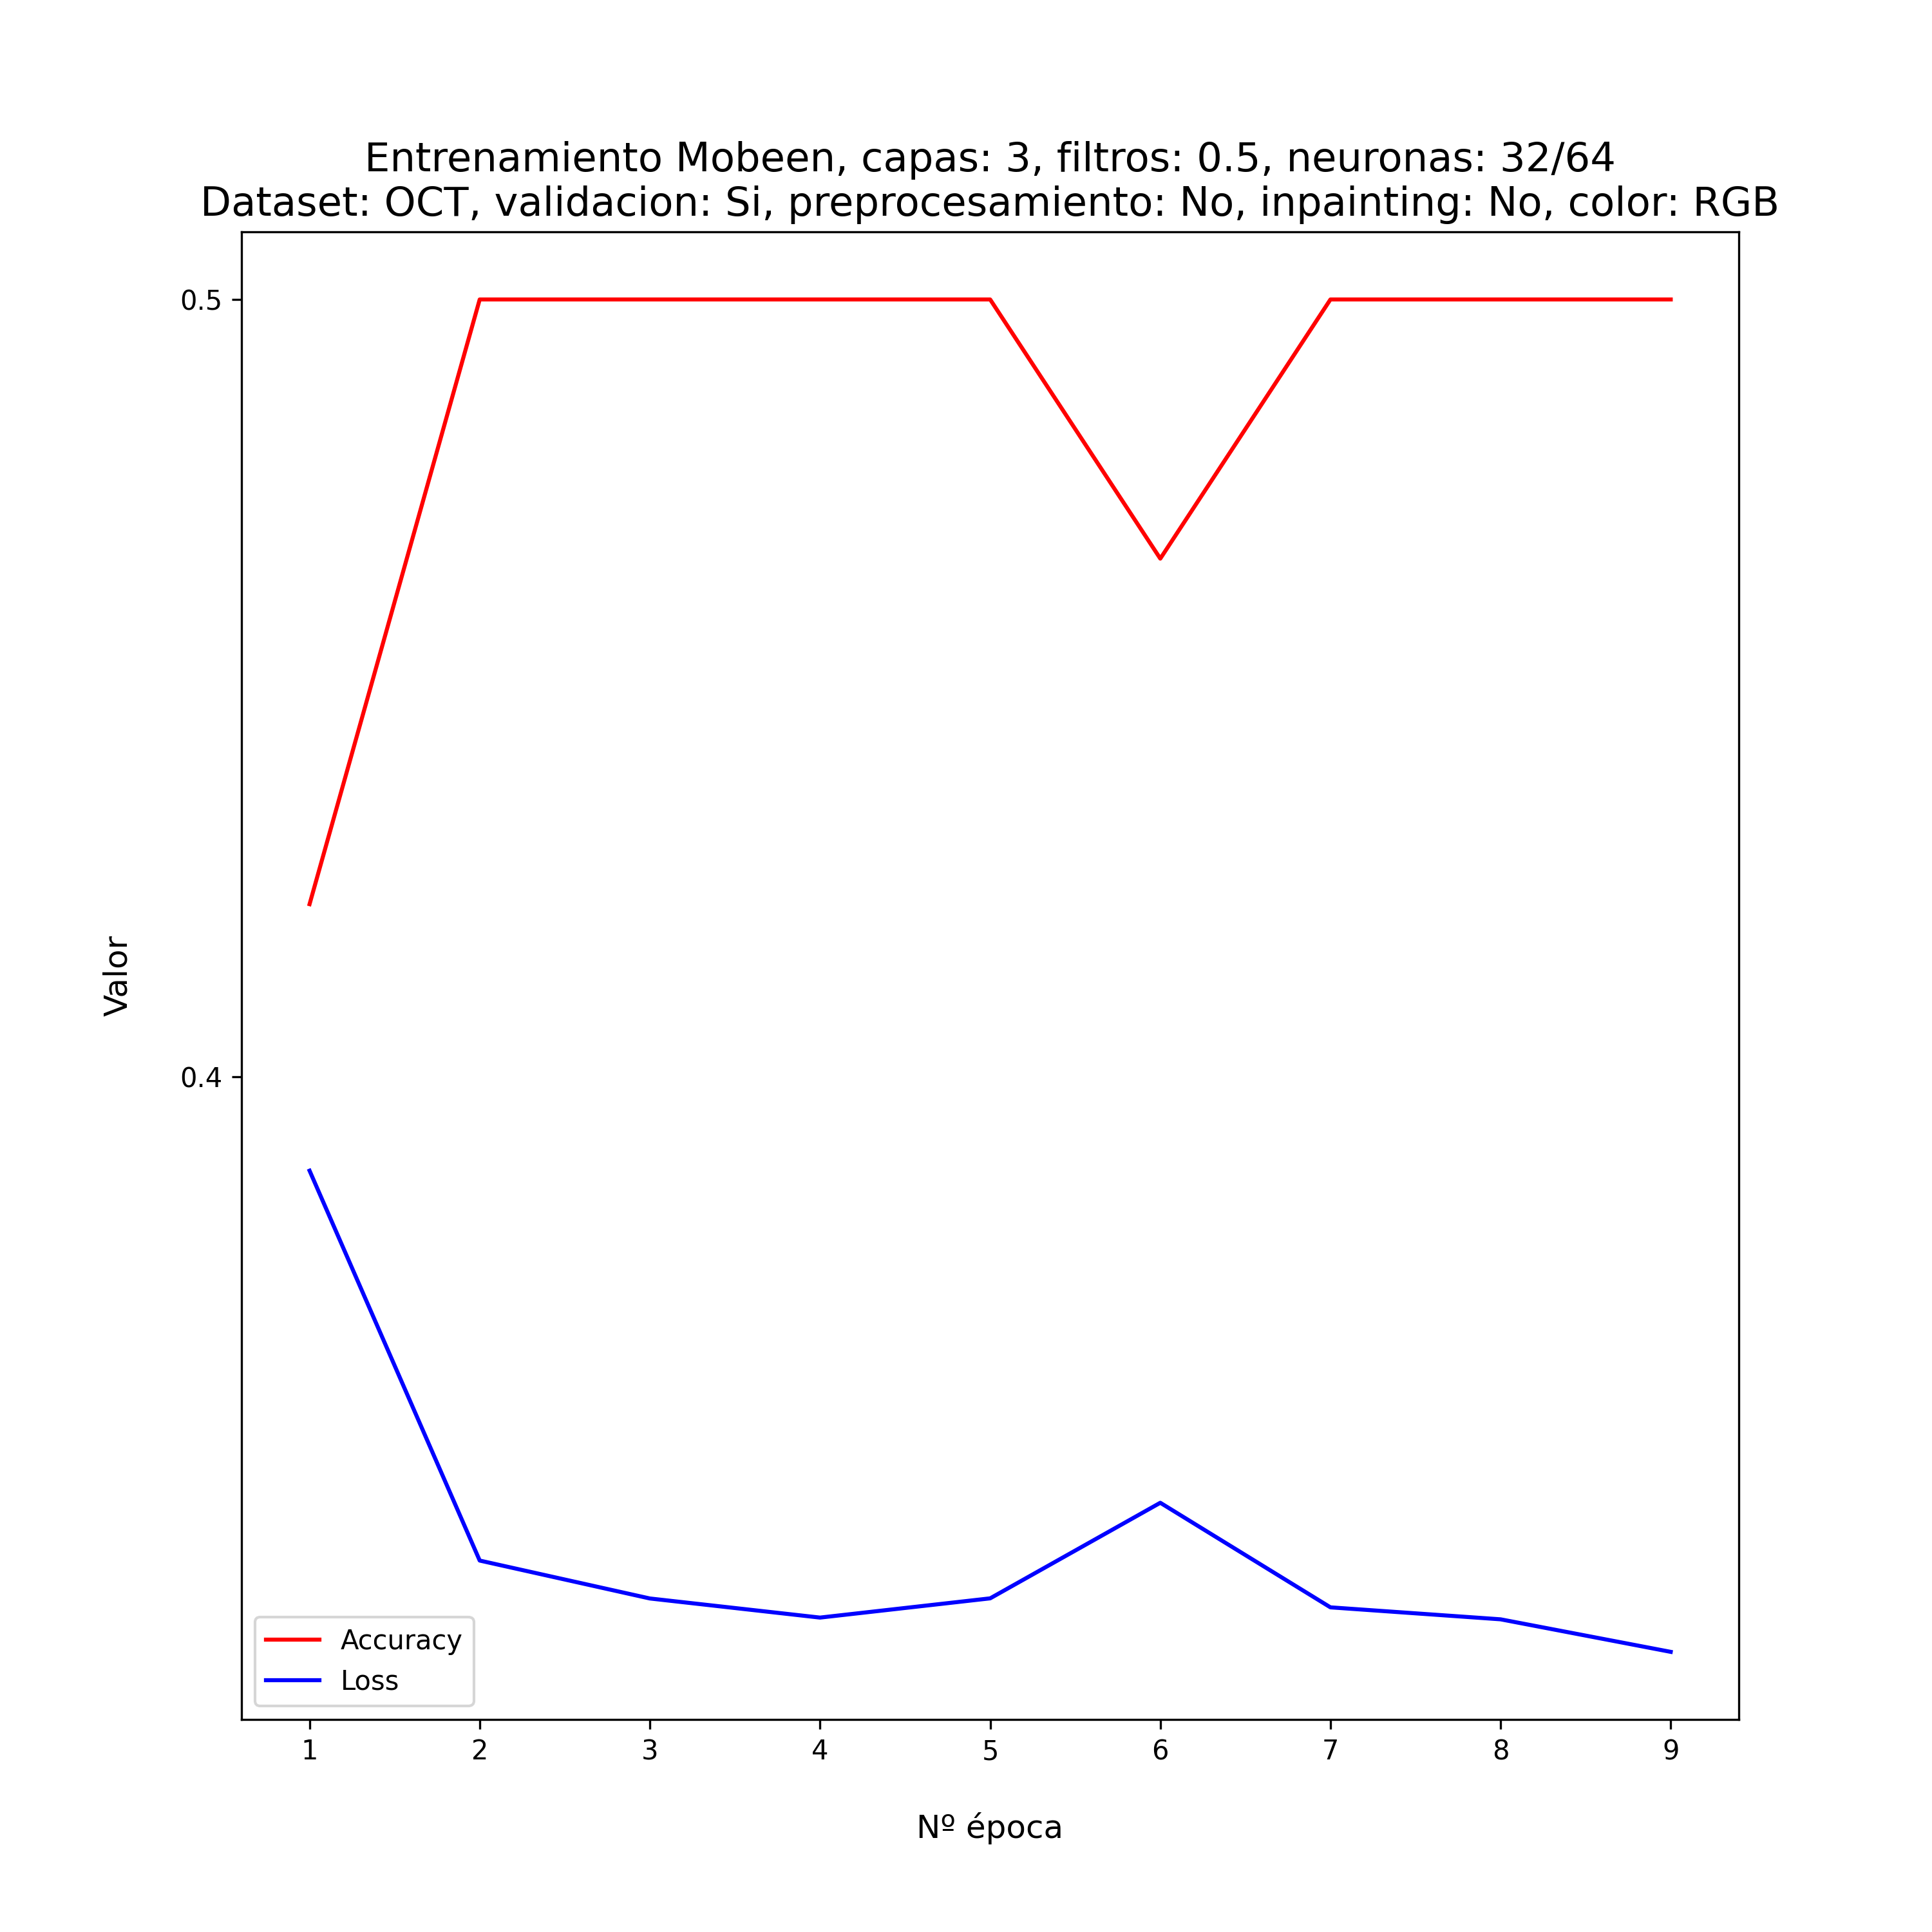 Entrenamiento Mobeen, capas: 3, filtros: 0.5, neuronas: 32/64
Dataset: OCT, validacion: Si, preprocesamiento: No, inpainting: No, color: RGB
0.5
0.4
Valor
Accuracy
Loss
1 2 3 4 5 6 7 8 9
Nº época